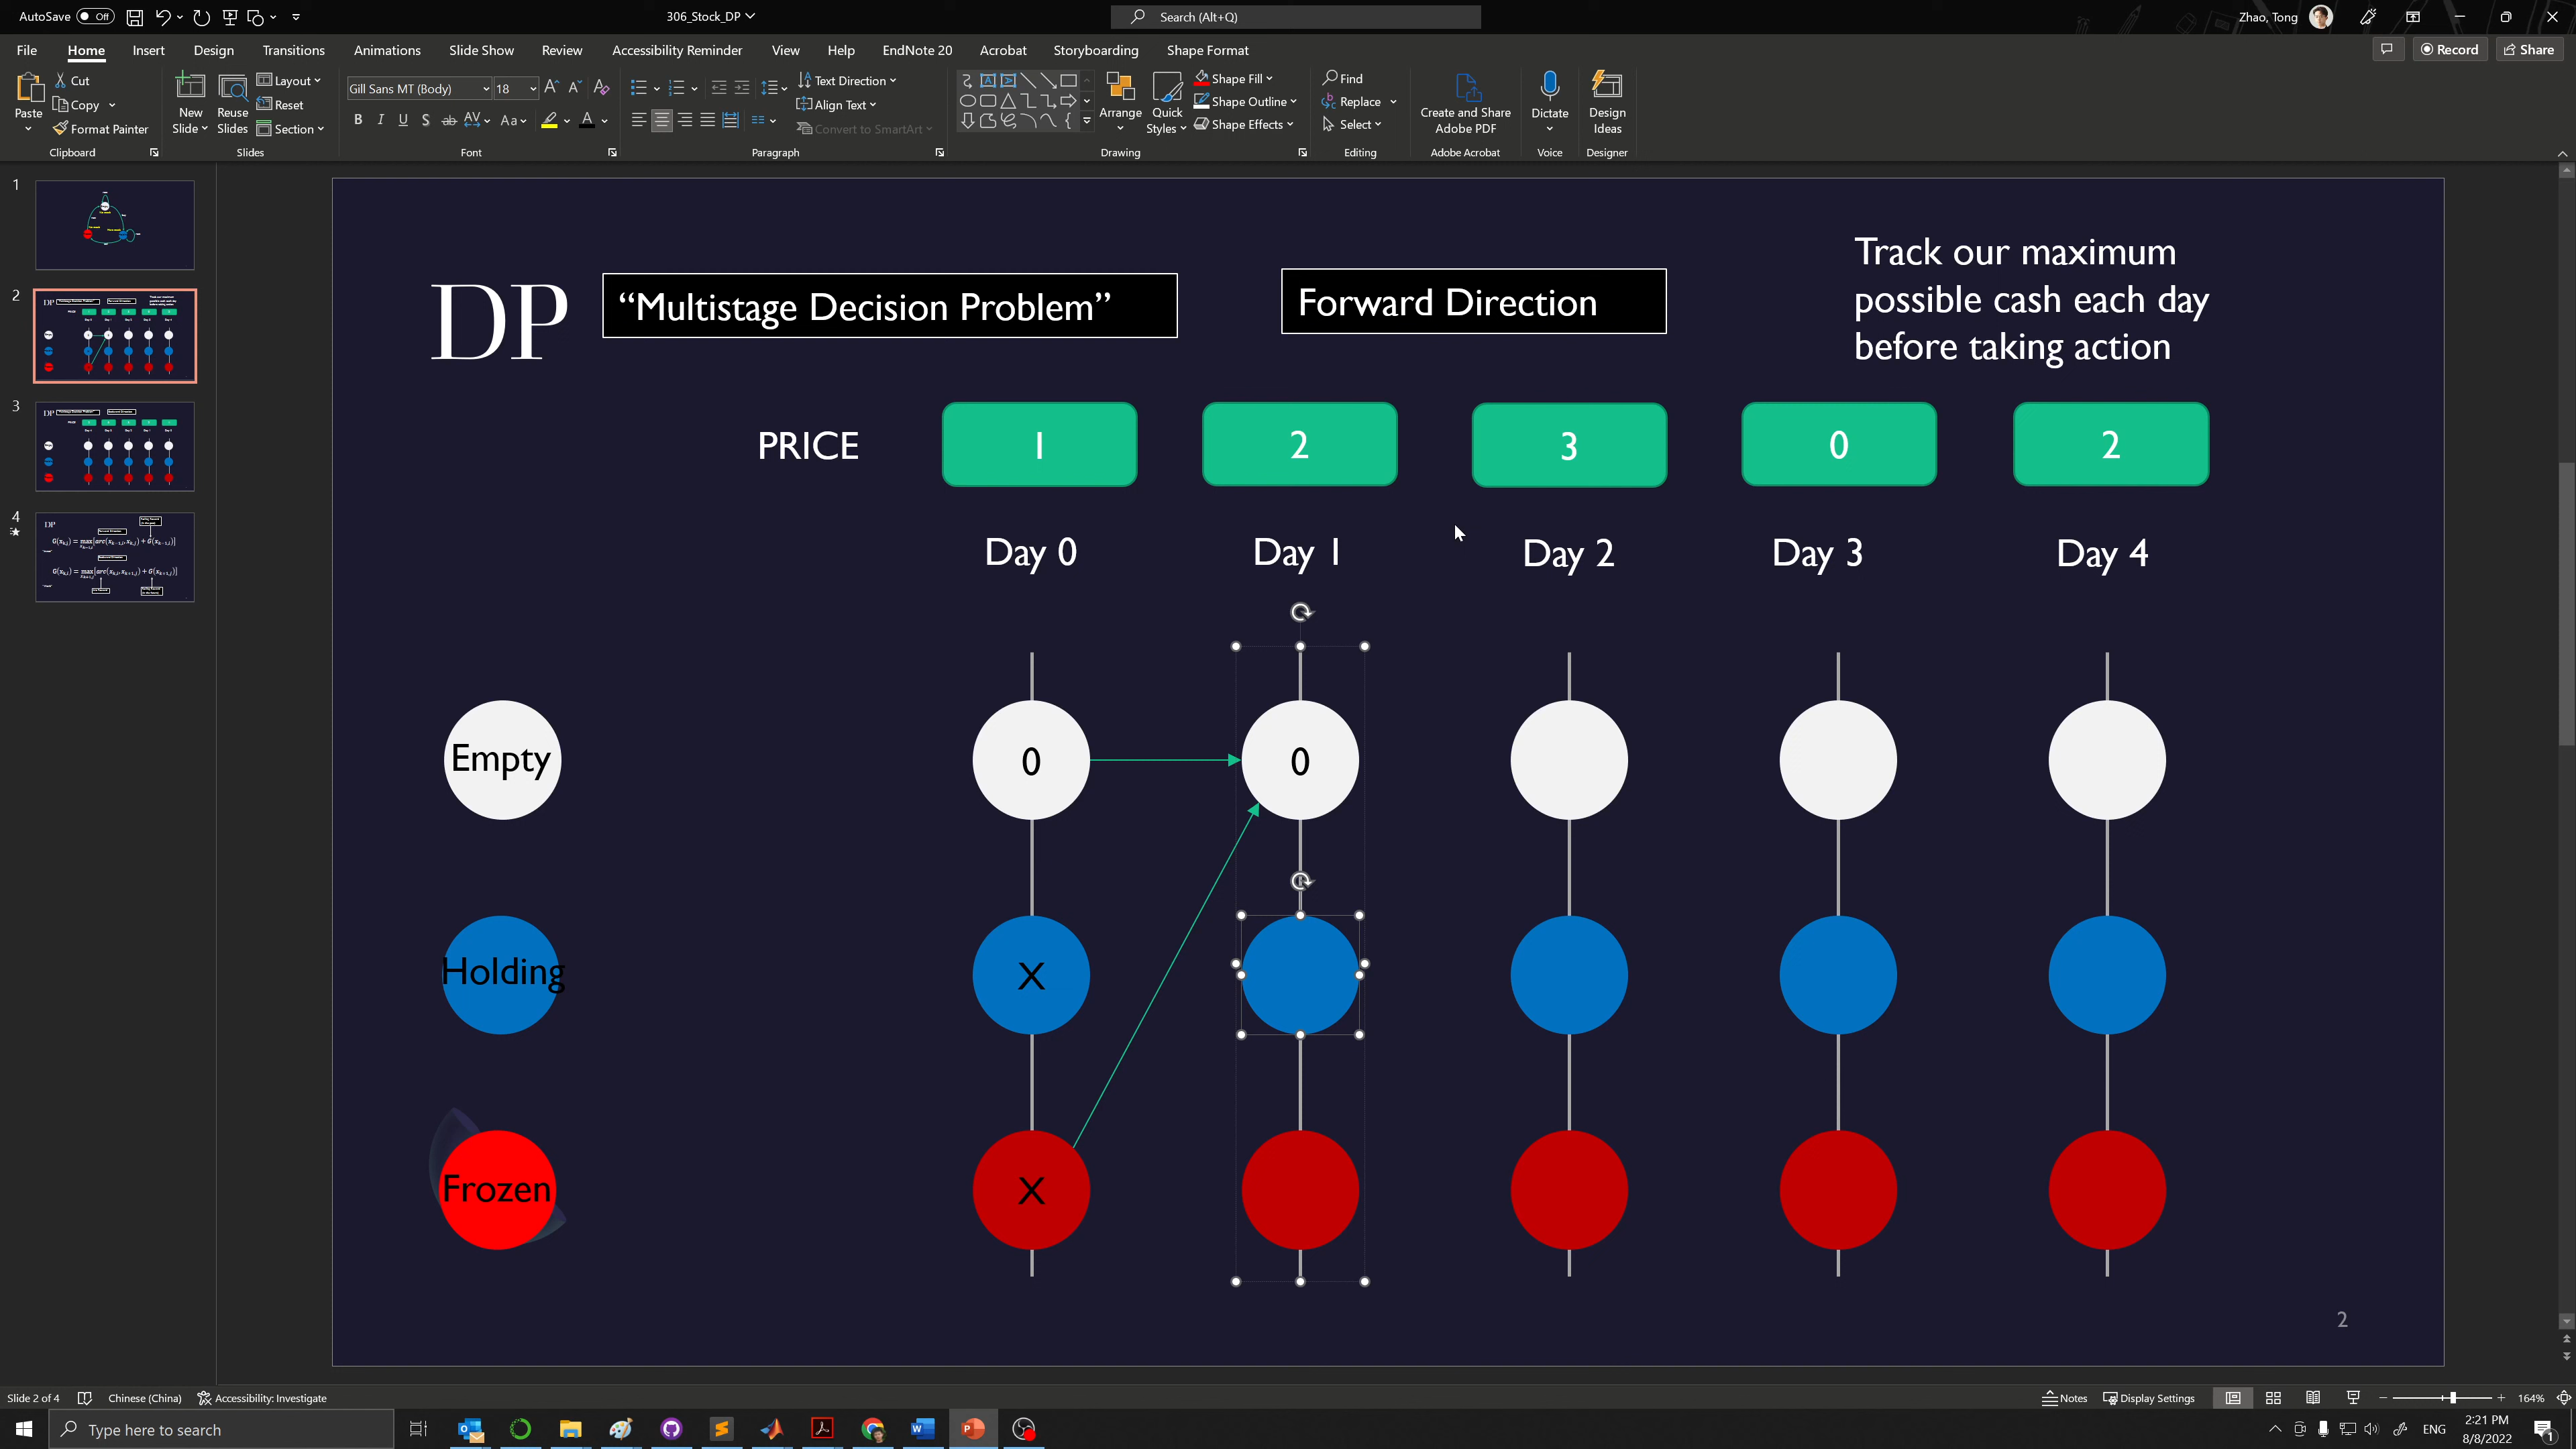 AutoSave Off
306_Stock_DP
Search (Alt+Q)
Zhao, Tong
File Home Insert Design Transitions Animations Slide Show Review Accessibility Reminder View Help EndNote 20 Acrobat Storyboarding Shape Format
Record Share
Paste
Cut
Copy
Format Painter
Clipboard
New Slide
Reuse Slides
Layout
Reset
Section
Slides
Gill Sans MT (Body) 18
Font
Text Direction
Align Text
Convert to SmartArt
Paragraph
Arrange
Quick Styles
Shape Fill
Shape Outline
Shape Effects
Drawing
Find
Replace
Select
Editing
Create and Share Adobe PDF
Adobe Acrobat
Dictate
Voice
Design Ideas
Designer
1
2
3
4
DP
“Multistage Decision Problem”
Forward Direction
Track our maximum
possible cash each day
before taking action
PRICE 1 2 3 0 2
Day 0 Day 1 Day 2 Day 3 Day 4
Empty 0 0
Holding X
Frozen X
2
Slide 2 of 4 Chinese (China) Accessibility: Investigate
Notes Display Settings 164%
Type here to search
ENG
2:21 PM
8/8/2022
1